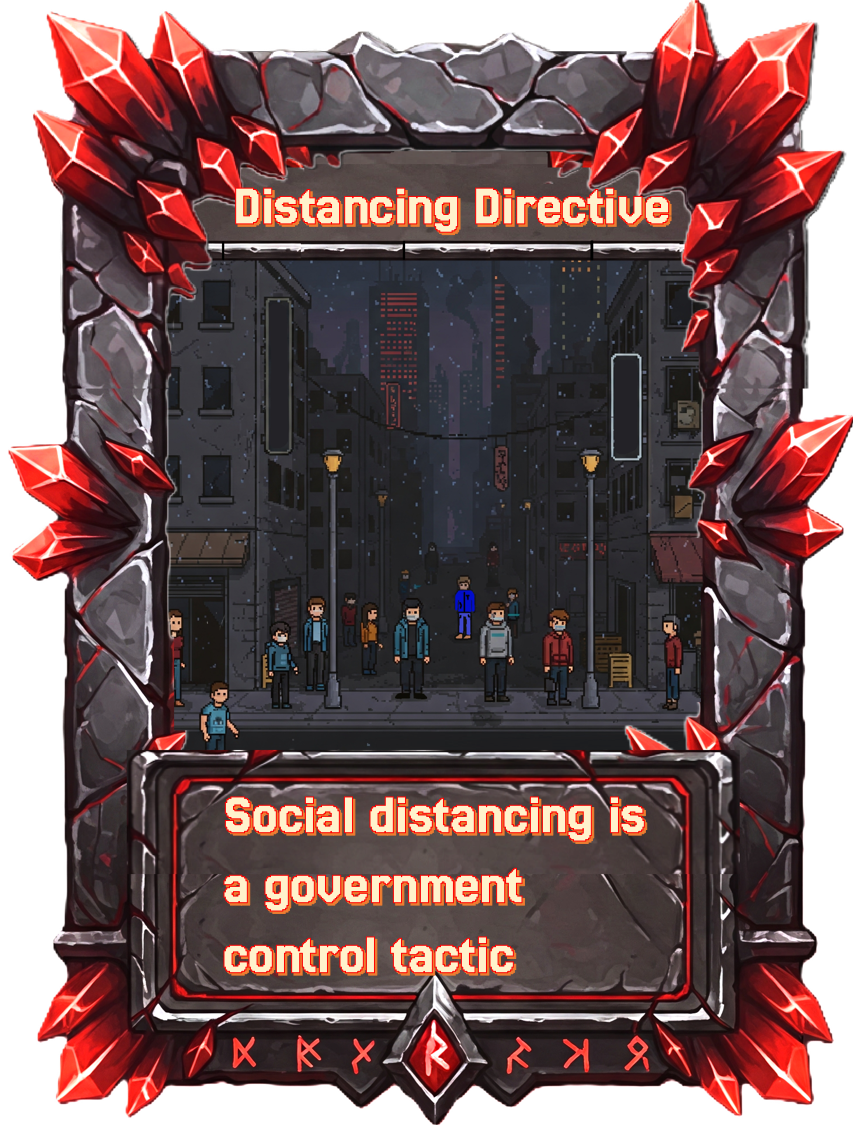 Distancing Directive
Social distancing is
a government
control tactic